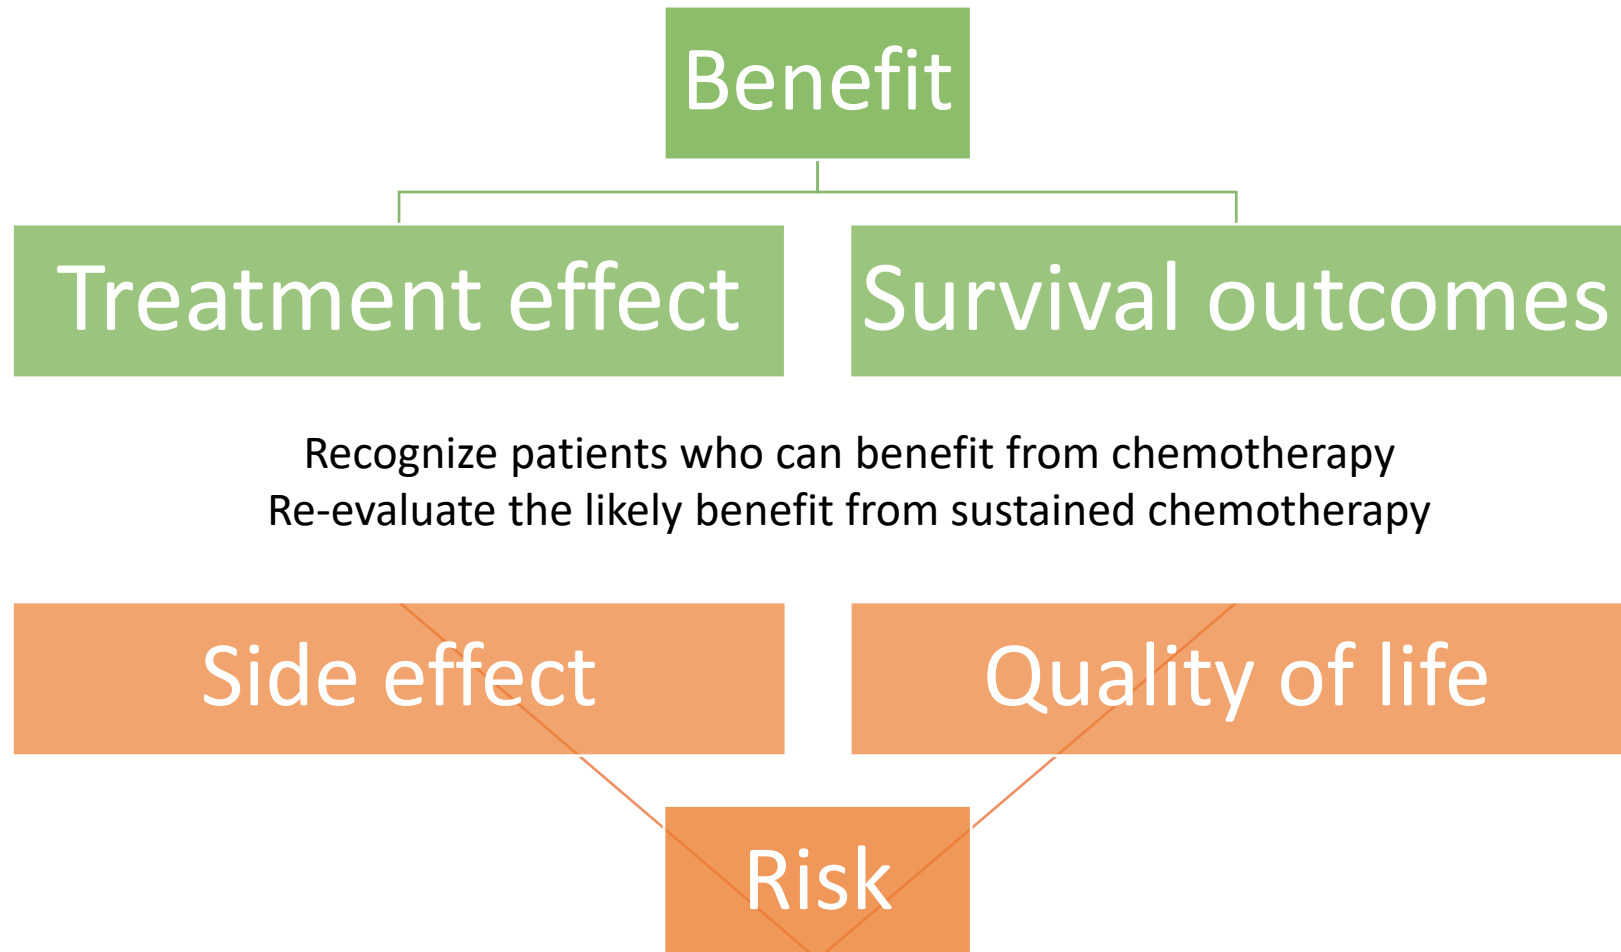 Benefit
Treatment effect
Survival outcomes
Recognize patients who can benefit from chemotherapy
Re-evaluate the likely benefit from sustained chemotherapy
Side effect
Quality of life
Risk